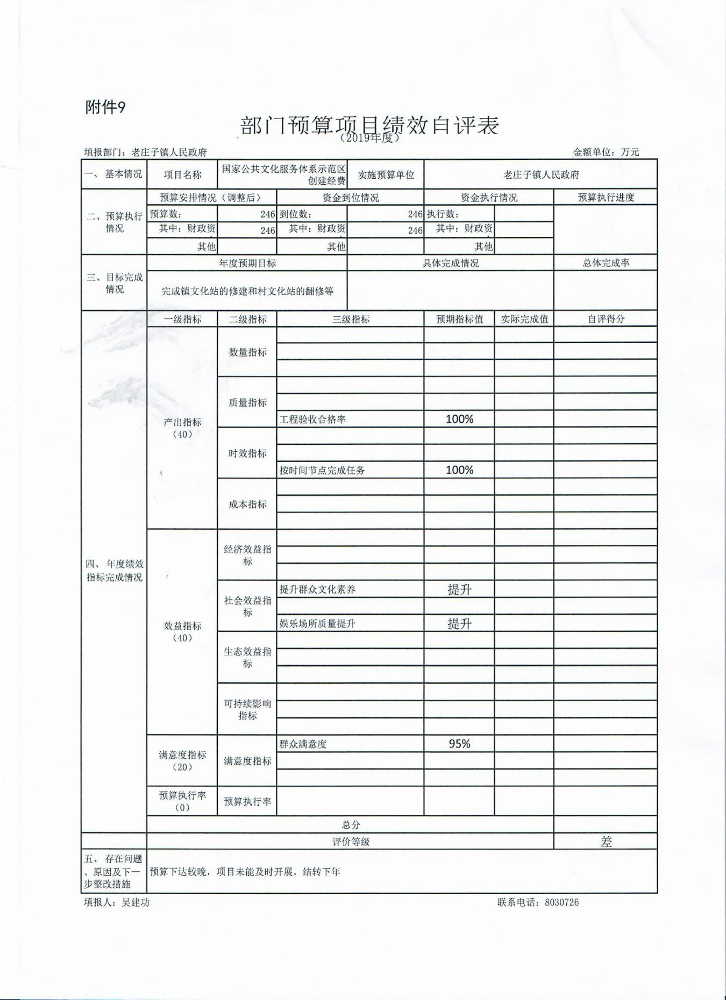 附件9
部门预算项目绩效自评表
（2019年度）
填报部门：老庄子镇人民政府 金额单位：万元
一、 基本情况 项目名称 国家公共文化服务体系示范区
创建经费 实施预算单位 老庄子镇人民政府
二、预算执行
情况 预算安排情况（调整后） 资金到位情况 资金执行情况 预算执行进度
预算数： 246 到位数： 246 执行数：
其中：财政资 246 其中：财政资 246 其中：财政资
其他 其他 其他
三、目标完成
情况 年度预期目标 具体完成情况 总体完成率
完成镇文化站的修建和村文化站的翻修等
四、 年度绩效
指标完成情况 一级指标 二级指标 三级指标 预期指标值 实际完成值 自评得分
产出指标
（40） 数量指标
质量指标
工程验收合格率 100%
时效指标
按时间节点完成任务 100%
成本指标
效益指标
（40） 经济效益指
标
社会效益指
标 提升群众文化素养 提升
娱乐场所质量提升 提升
生态效益指
标
可持续影响
指标
满意度指标
（20） 满意度指标 群众满意度 95%
预算执行率
（0） 预算执行率
总分
评价等级 差
五、 存在问题
、原因及下一
步整改措施 预算下达较晚，项目未能及时开展，结转下年
填报人：吴建功 联系电话：8030726